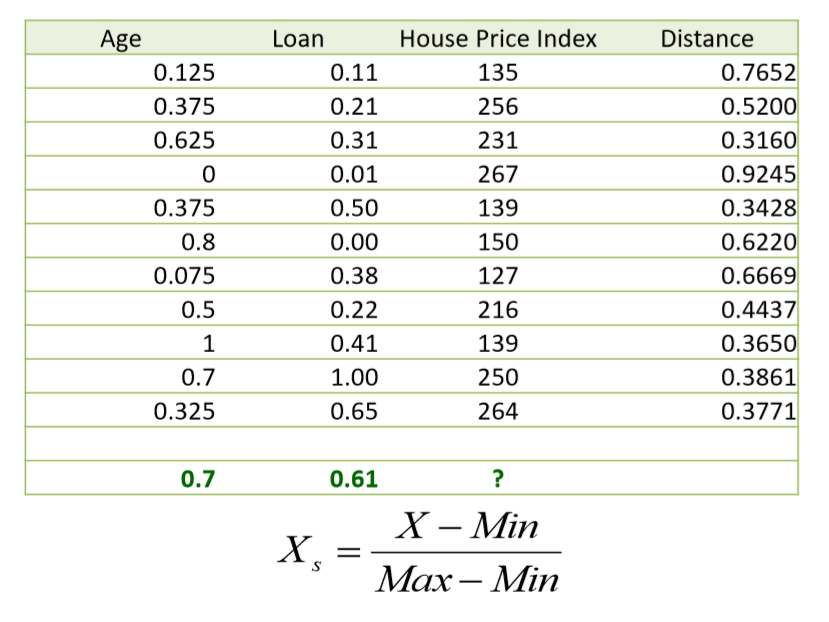 Age Loan House Price Index Distance
0.125 0.11 135 0.7652
0.375 0.21 256 0.5200
0.625 0.31 231 0.3160
0 0.01 267 0.9245
0.375 0.50 139 0.3428
0.8 0.00 150 0.6220
0.075 0.38 127 0.6669
0.5 0.22 216 0.4437
1 0.41 139 0.3650
0.7 1.00 250 0.3861
0.325 0.65 264 0.3771
0.7 0.61 ?
X – Min
X s =
Max – Min